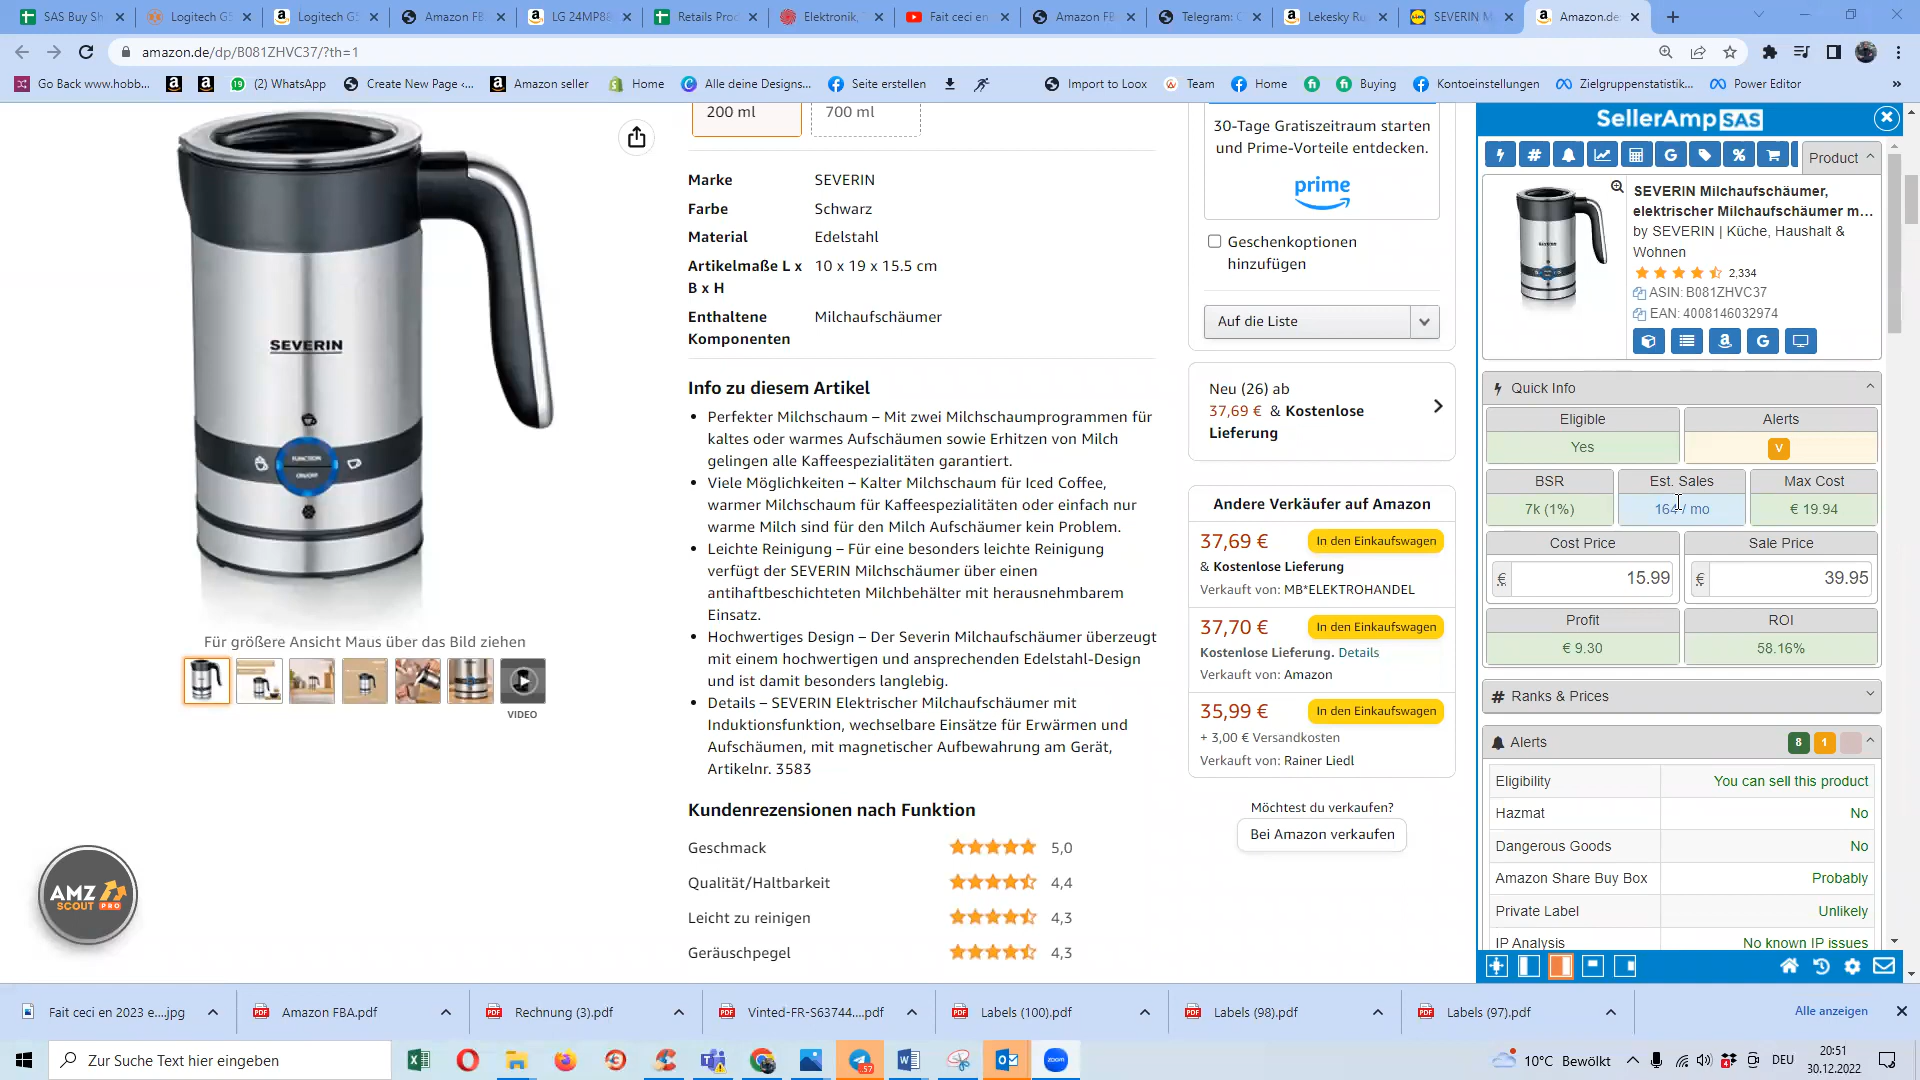 SAS Buy Sh
Logitech G5
Logitech G5
Amazon FB
LG 24MP88
Retails Pro
Elektronik,
Fait ceci en
Amazon FB
Telegram: C
Lekesky Ru
SEVERIN M
Amazon.de
amazon.de/dp/B081ZHVC37/?th=1
Go Back www.hobb...
(2) WhatsApp
Create New Page ‹...
Amazon seller
Home
Alle deine Designs...
Seite erstellen
Import to Loox
Team
Home
Buying
Kontoeinstellungen
Zielgruppenstatistik...
Power Editor
»
SEVERIN
FUNCTION
ON/OFF
Für größere Ansicht Maus über das Bild ziehen
VIDEO
AMZ
SCOUT PRO
200 ml
700 ml
Marke SEVERIN
Farbe Schwarz
Material Edelstahl
Artikelmaße L x 10 x 19 x 15.5 cm
B x H
Enthaltene Milchaufschäumer
Komponenten
Info zu diesem Artikel
• Perfekter Milchschaum – Mit zwei Milchschaumprogrammen für
kaltes oder warmes Aufschäumen sowie Erhitzen von Milch
gelingen alle Kaffeespezialitäten garantiert.
• Viele Möglichkeiten – Kalter Milchschaum für Iced Coffee,
warmer Milchschaum für Kaffeespezialitäten oder einfach nur
warme Milch sind für den Milch Aufschäumer kein Problem.
• Leichte Reinigung – Für eine besonders leichte Reinigung
verfügt der SEVERIN Milchschäumer über einen
antihaftbeschichteten Milchbehälter mit herausnehmbarem
Einsatz.
• Hochwertiges Design – Der Severin Milchaufschäumer überzeugt
mit einem hochwertigen und ansprechenden Edelstahl-Design
und ist damit besonders langlebig.
• Details – SEVERIN Elektrischer Milchaufschäumer mit
Induktionsfunktion, wechselbare Einsätze für Erwärmen und
Aufschäumen, mit magnetischer Aufbewahrung am Gerät,
Artikelnr. 3583
Kundenrezensionen nach Funktion
Geschmack 5,0
Qualität/Haltbarkeit 4,4
Leicht zu reinigen 4,3
Geräuschpegel 4,3
30-Tage Gratiszeitraum starten
und Prime-Vorteile entdecken.
prime
Geschenkoptionen
hinzufügen
Auf die Liste
Neu (26) ab
37,69 € & Kostenlose
Lieferung
Andere Verkäufer auf Amazon
37,69 € In den Einkaufswagen
& Kostenlose Lieferung
Verkauft von: MB*ELEKTROHANDEL
37,70 € In den Einkaufswagen
Kostenlose Lieferung. Details
Verkauft von: Amazon
35,99 € In den Einkaufswagen
+ 3,00 € Versandkosten
Verkauft von: Rainer Liedl
Möchtest du verkaufen?
Bei Amazon verkaufen
SellerAmp SAS
Product
SEVERIN Milchaufschäumer,
elektrischer Milchaufschäumer m...
by SEVERIN | Küche, Haushalt &
Wohnen
2,334
ASIN: B081ZHVC37
EAN: 4008146032974
Quick Info
Eligible Alerts
Yes V
BSR Est. Sales Max Cost
7k (1%) 164 / mo € 19.94
Cost Price Sale Price
€ 15.99 € 39.95
Profit ROI
€ 9.30 58.16%
# Ranks & Prices
Alerts 8 1
Eligibility You can sell this product
Hazmat No
Dangerous Goods No
Amazon Share Buy Box Probably
Private Label Unlikely
IP Analysis No known IP issues
Fait ceci en 2023 e....jpg
Amazon FBA.pdf
Rechnung (3).pdf
Vinted-FR-S63744....pdf
Labels (100).pdf
Labels (98).pdf
Labels (97).pdf
Alle anzeigen
Zur Suche Text hier eingeben
10°C Bewölkt
DEU
20:51
30.12.2022